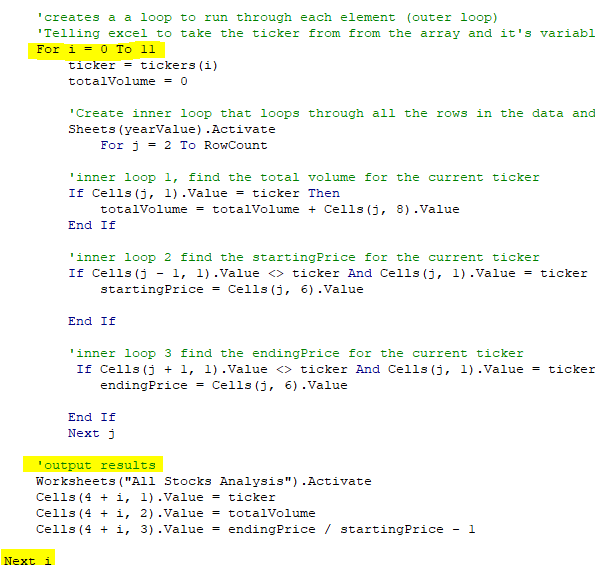 'creates a a loop to run through each element (outer loop)
'Telling excel to take the ticker from from the array and it's variabl
For i = 0 To 11
ticker = tickers(i)
totalVolume = 0
'Create inner loop that loops through all the rows in the data and
Sheets(yearValue).Activate
For j = 2 To RowCount
'inner loop 1, find the total volume for the current ticker
If Cells(j, 1).Value = ticker Then
totalVolume = totalVolume + Cells(j, 8).Value
End If
'inner loop 2 find the startingPrice for the current ticker
If Cells(j - 1, 1).Value <> ticker And Cells(j, 1).Value = ticker
startingPrice = Cells(j, 6).Value
End If
'inner loop 3 find the endingPrice for the current ticker
If Cells(j + 1, 1).Value <> ticker And Cells(j, 1).Value = ticker
endingPrice = Cells(j, 6).Value
End If
Next j
'output results
Worksheets("All Stocks Analysis").Activate
Cells(4 + i, 1).Value = ticker
Cells(4 + i, 2).Value = totalVolume
Cells(4 + i, 3).Value = endingPrice / startingPrice - 1
Next i